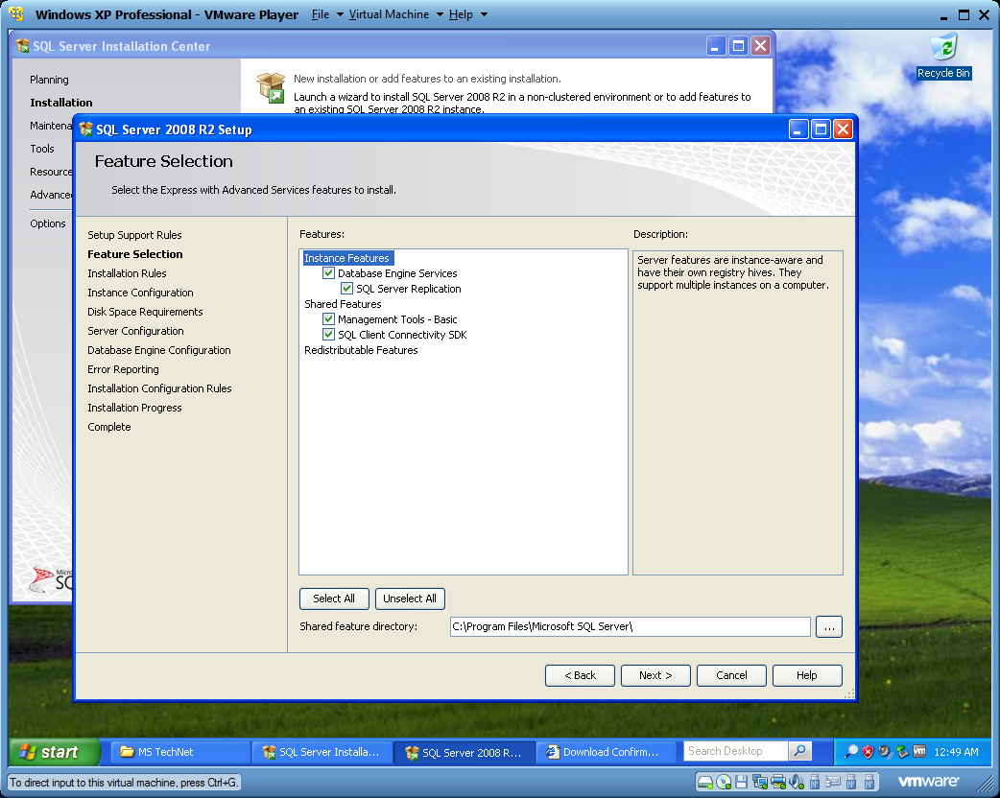 Windows XP Professional - VMware Player File Virtual Machine Help
SQL Server Installation Center
Recycle Bin
Planning
Installation
Maintena
Tools
Resource
Advanced
Options
New installation or add features to an existing installation.
Launch a wizard to install SQL Server 2008 R2 in a non-clustered environment or to add features to
an existing SQL Server 2008 R2 instance.
SQL Server 2008 R2 Setup
Feature Selection
Select the Express with Advanced Services features to install.
Setup Support Rules
Feature Selection
Installation Rules
Instance Configuration
Disk Space Requirements
Server Configuration
Database Engine Configuration
Error Reporting
Installation Configuration Rules
Installation Progress
Complete
Features:
Instance Features
Database Engine Services
SQL Server Replication
Shared Features
Management Tools - Basic
SQL Client Connectivity SDK
Redistributable Features
Description:
Server features are instance-aware and
have their own registry hives. They
support multiple instances on a computer.
Select All Unselect All
Shared feature directory: C:\Program Files\Microsoft SQL Server\ ...
< Back Next > Cancel Help
Micro
SQ
start MS TechNet SQL Server Installa... SQL Server 2008 R... Download Confirm... Search Desktop vm 12:49 AM
To direct input to this virtual machine, press Ctrl+G. vmware